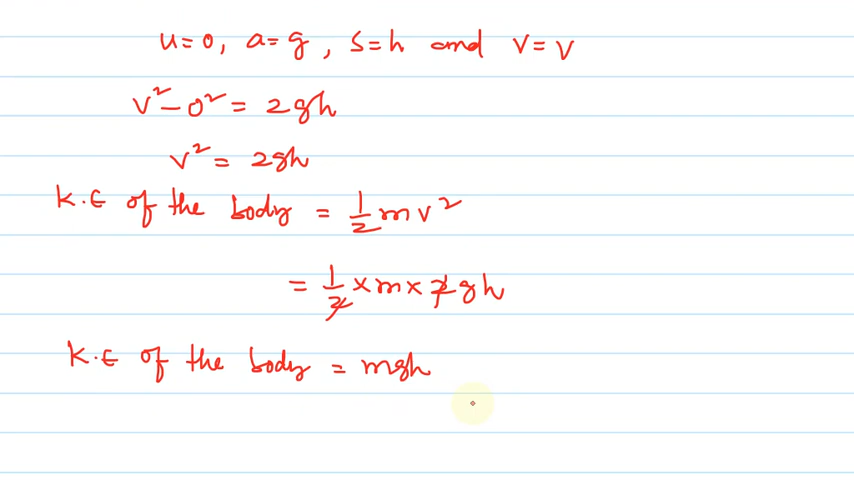 u=0, a=g, s=h and v=v
v²-0² = 2gh
v² = 2gh
K.E of the body = 1/2 mv²
= 1/2 × m × 2gh
K.E of the body = mgh